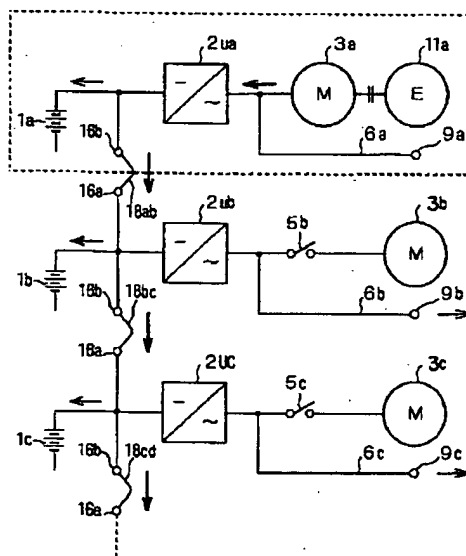 2ua 3a 11a
M E
1a
16b 6a 9a
16a 18ab
2ub 5b 3b
M
1b
16b 18bc 6b 9b
16a
2UC 5c 3c
M
1c
16b 18cd 6c 9c
16a